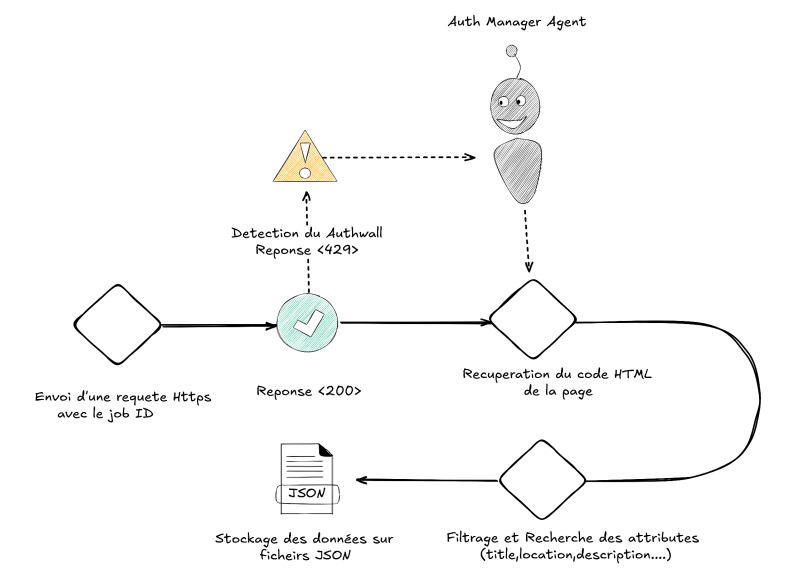 Auth Manager Agent
Detection du Authwall
Reponse <429>
Envoi d'une requete Https
avec le job ID
Reponse <200>
Recuperation du code HTML
de la page
JSON
Stockage des données sur
ficheirs JSON
Filtrage et Recherche des attributes
(title,location,description....)